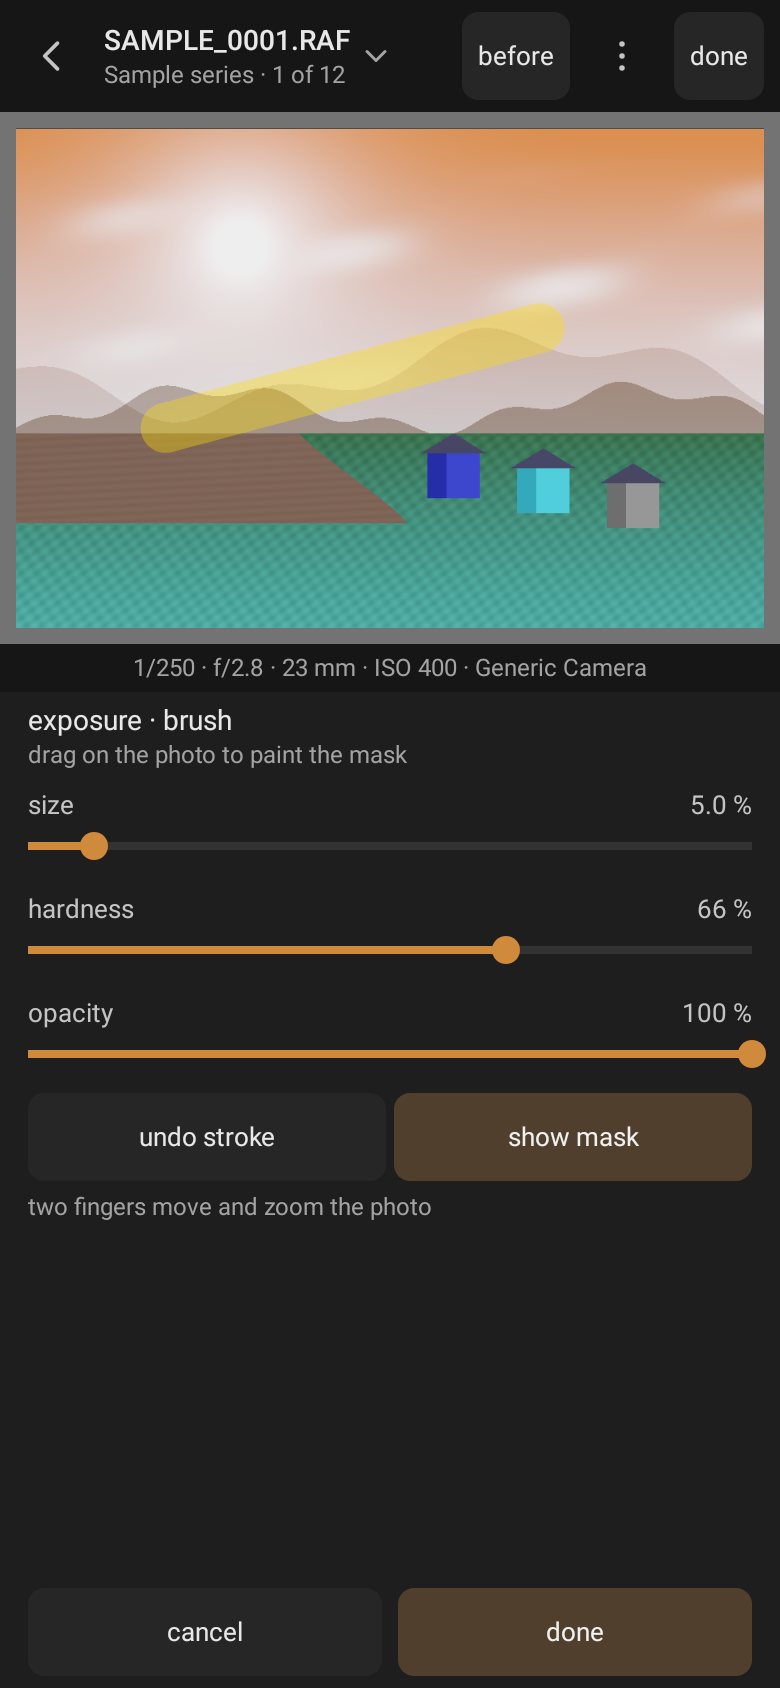 SAMPLE_0001.RAF
Sample series · 1 of 12
before
done
1/250 · f/2.8 · 23 mm · ISO 400 · Generic Camera
exposure · brush
drag on the photo to paint the mask
size 5.0 %
hardness 66 %
opacity 100 %
undo stroke show mask
two fingers move and zoom the photo
cancel done